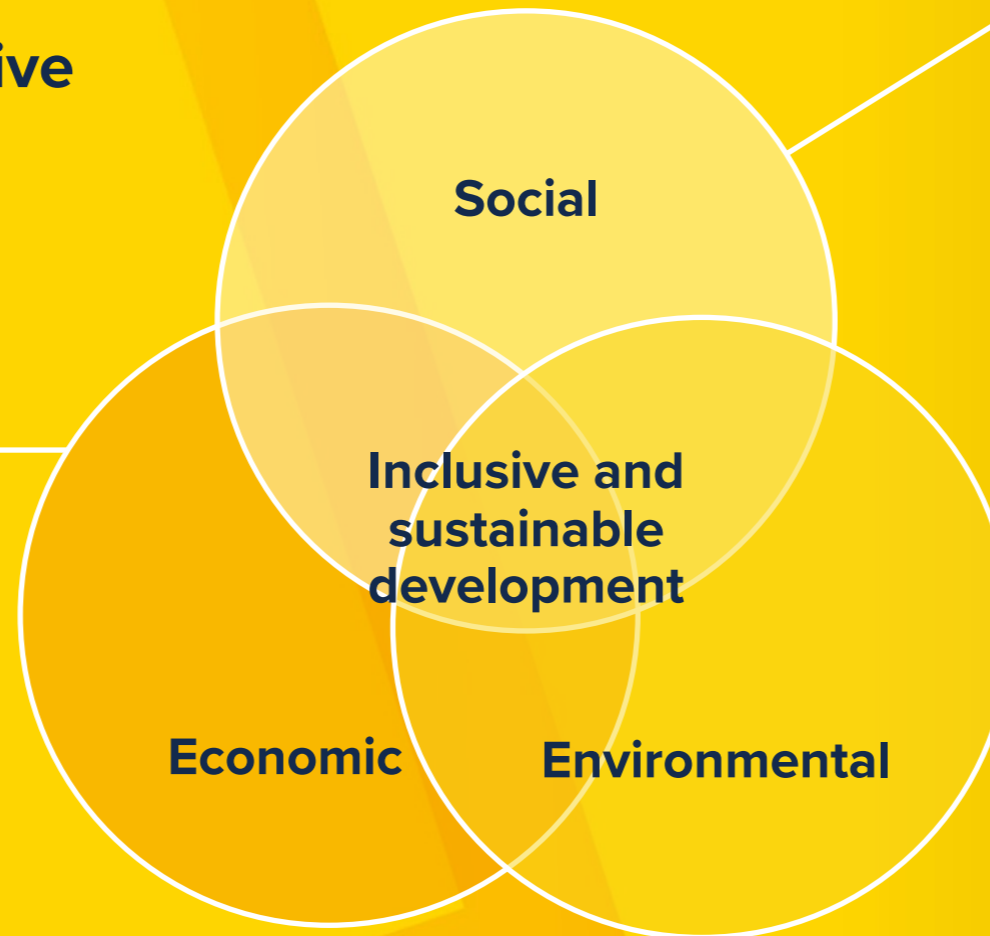 ive
Social
Inclusive and
sustainable
development
Economic
Environmental